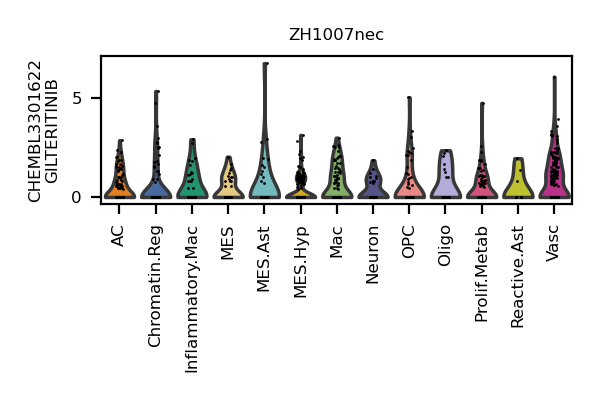 ZH1007nec
CHEMBL3301622
GILTERITINIB
5
0
AC
Chromatin.Reg
Inflammatory.Mac
MES
MES.Ast
MES.Hyp
Mac
Neuron
OPC
Oligo
Prolif.Metab
Reactive.Ast
Vasc